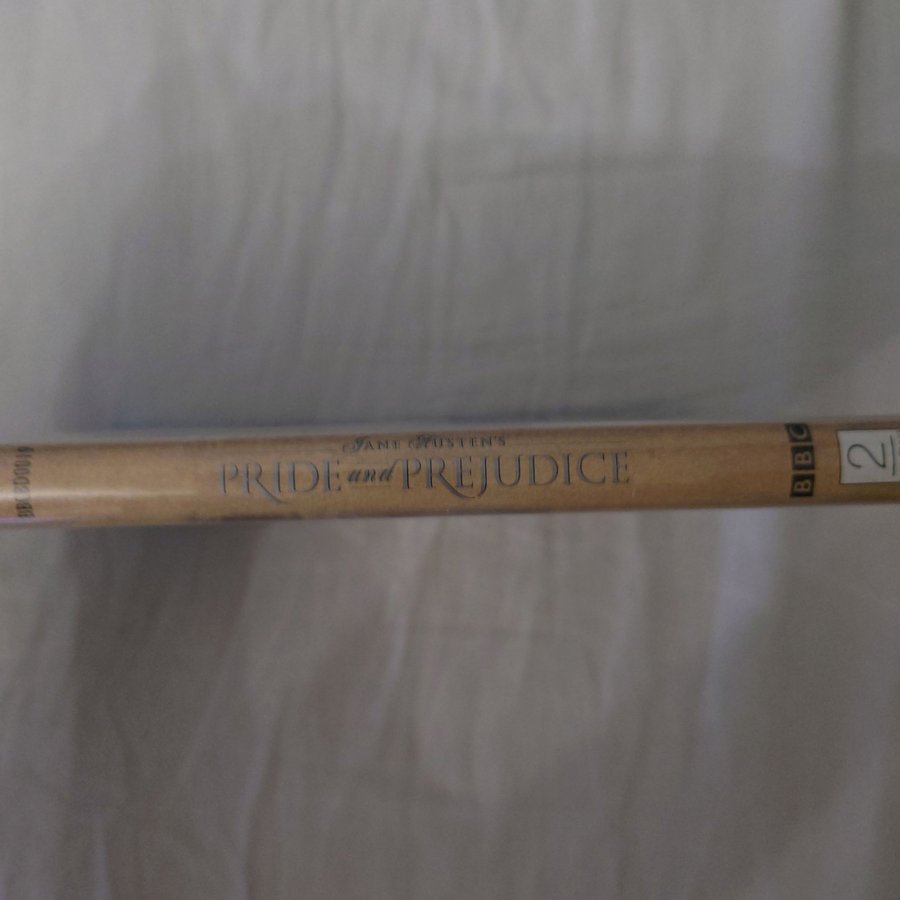 JANE AUSTEN'S
PRIDE and PREJUDICE
BBC
2